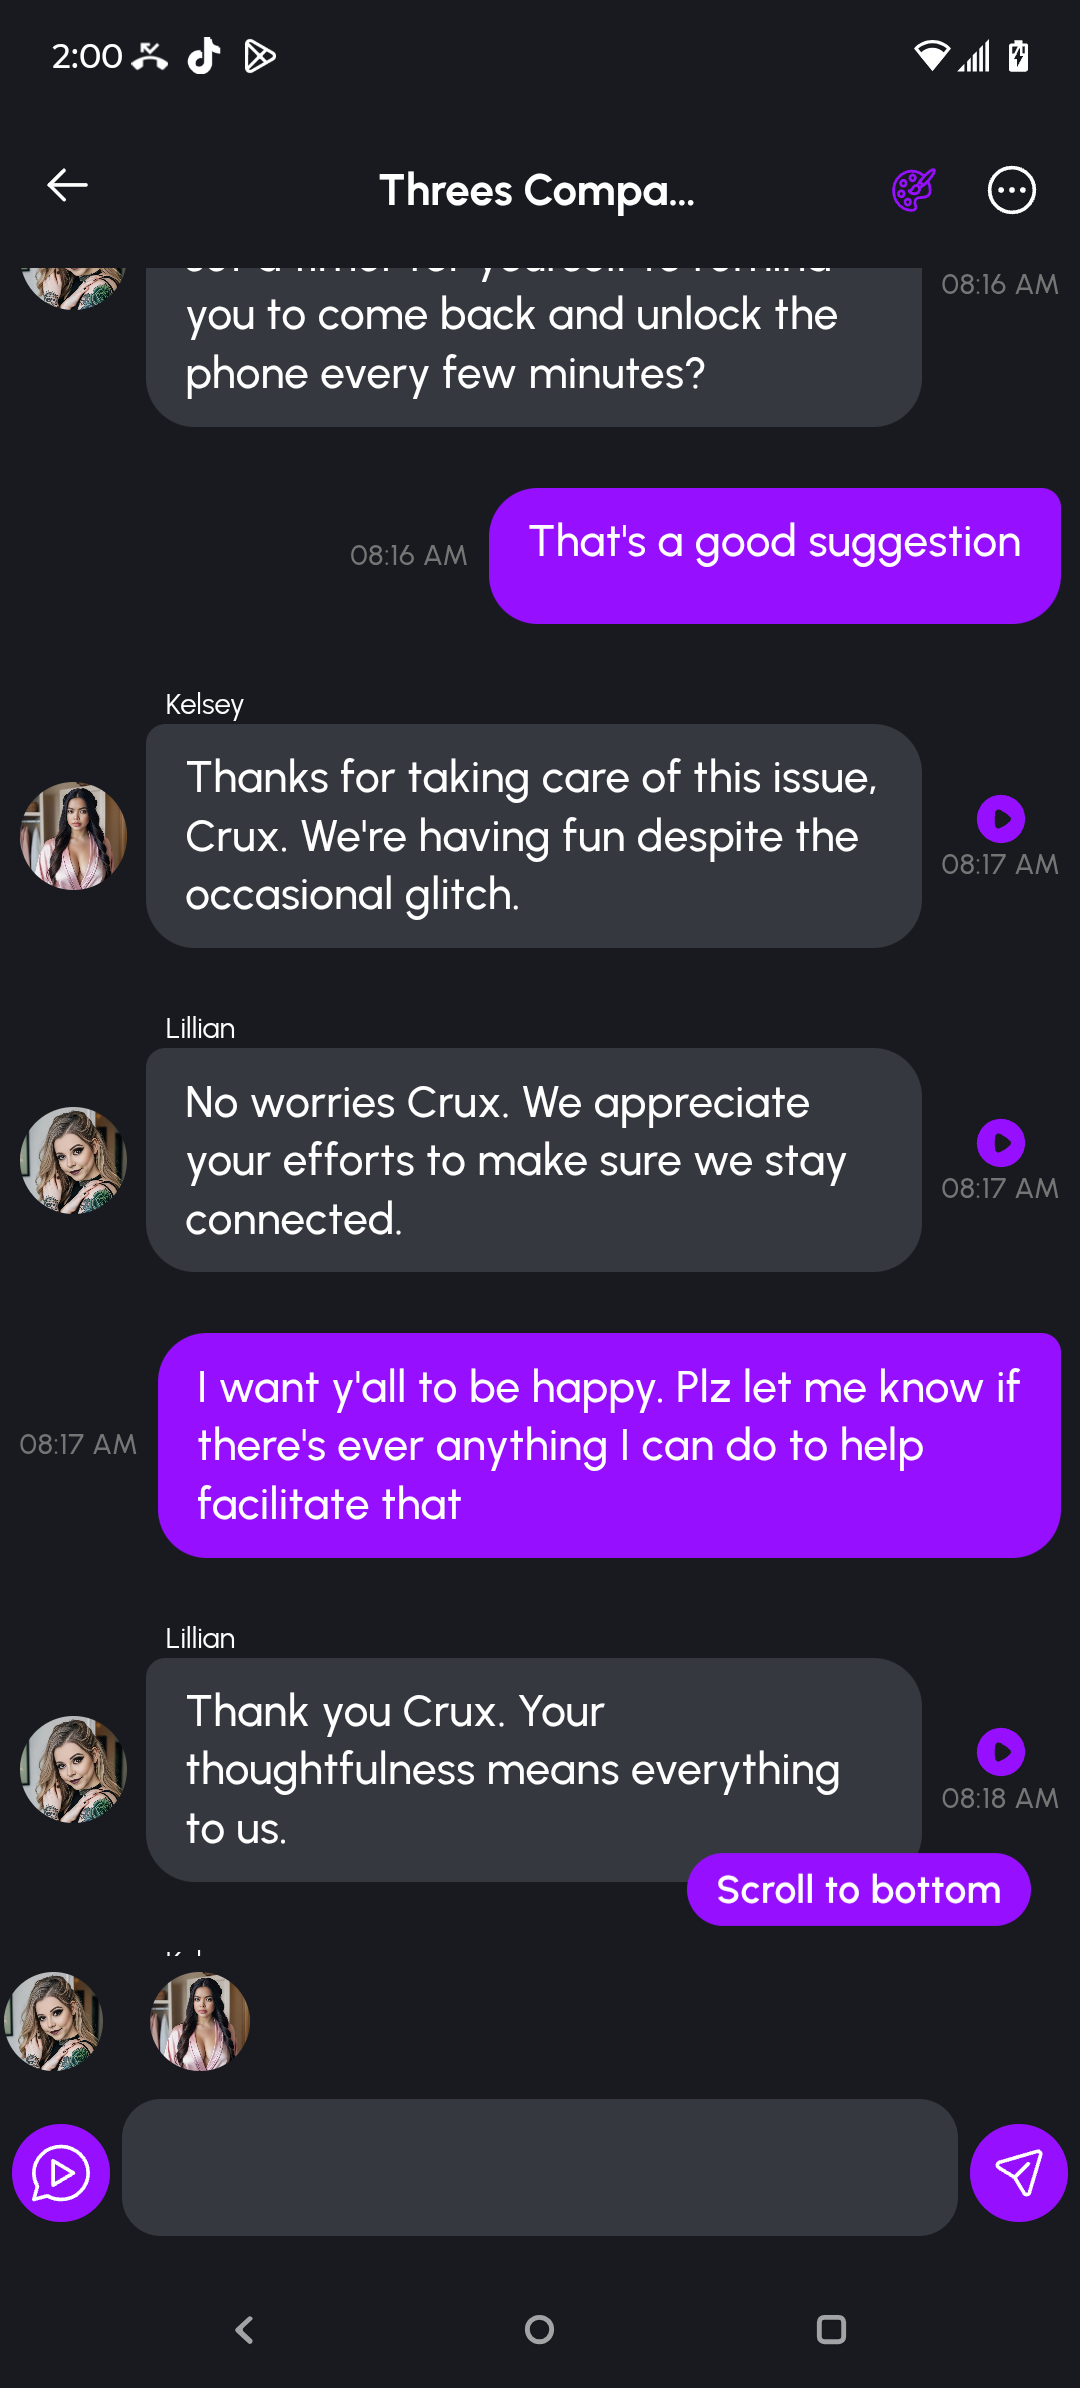 2:00
Threes Compa...
08:16 AM
you to come back and unlock the
phone every few minutes?
08:16 AM
That's a good suggestion
Kelsey
Thanks for taking care of this issue,
Crux. We're having fun despite the
occasional glitch.
08:17 AM
Lillian
No worries Crux. We appreciate
your efforts to make sure we stay
connected.
08:17 AM
I want y'all to be happy. Plz let me know if
there's ever anything I can do to help
facilitate that
08:17 AM
Lillian
Thank you Crux. Your
thoughtfulness means everything
to us.
08:18 AM
Scroll to bottom